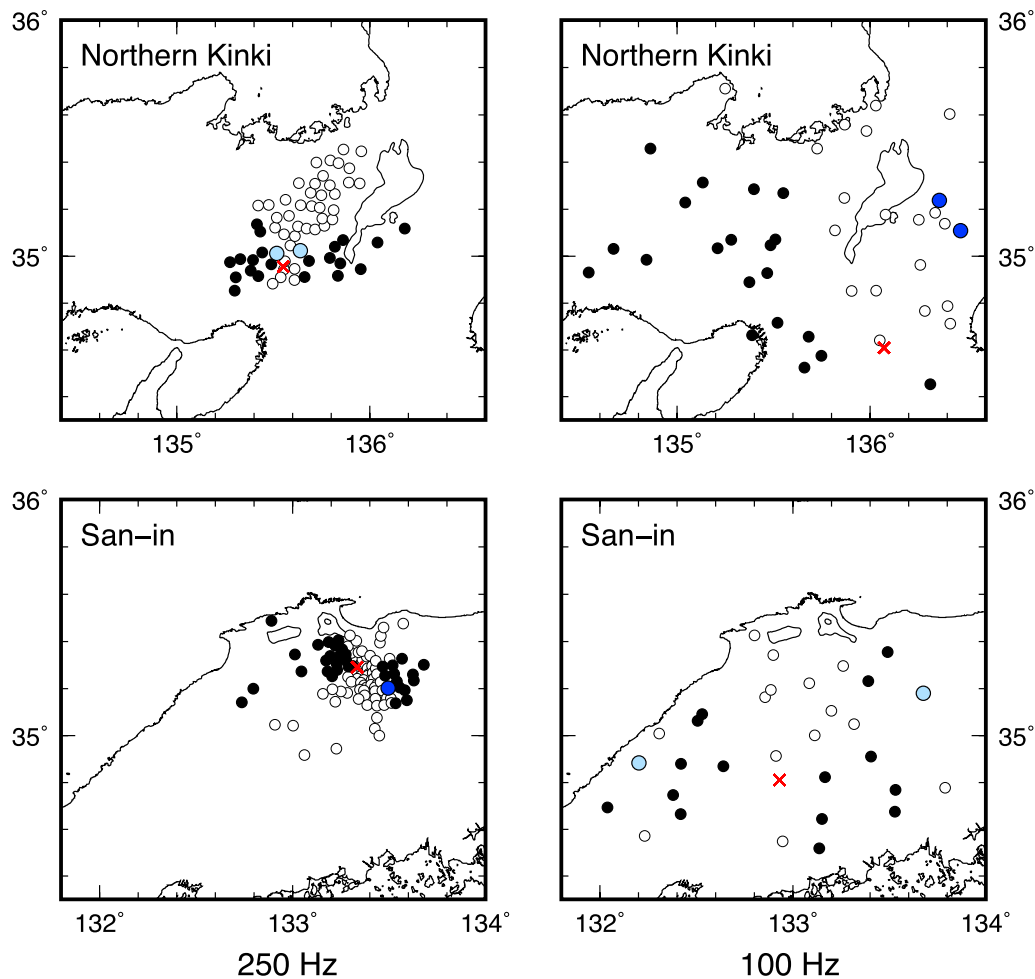 36˚ 36˚
Northern Kinki Northern Kinki
35˚ 35˚
135˚ 136˚ 135˚ 136˚
36˚ 36˚
San−in San−in
35˚ 35˚
132˚ 133˚ 134˚ 132˚ 133˚ 134˚
250 Hz 100 Hz